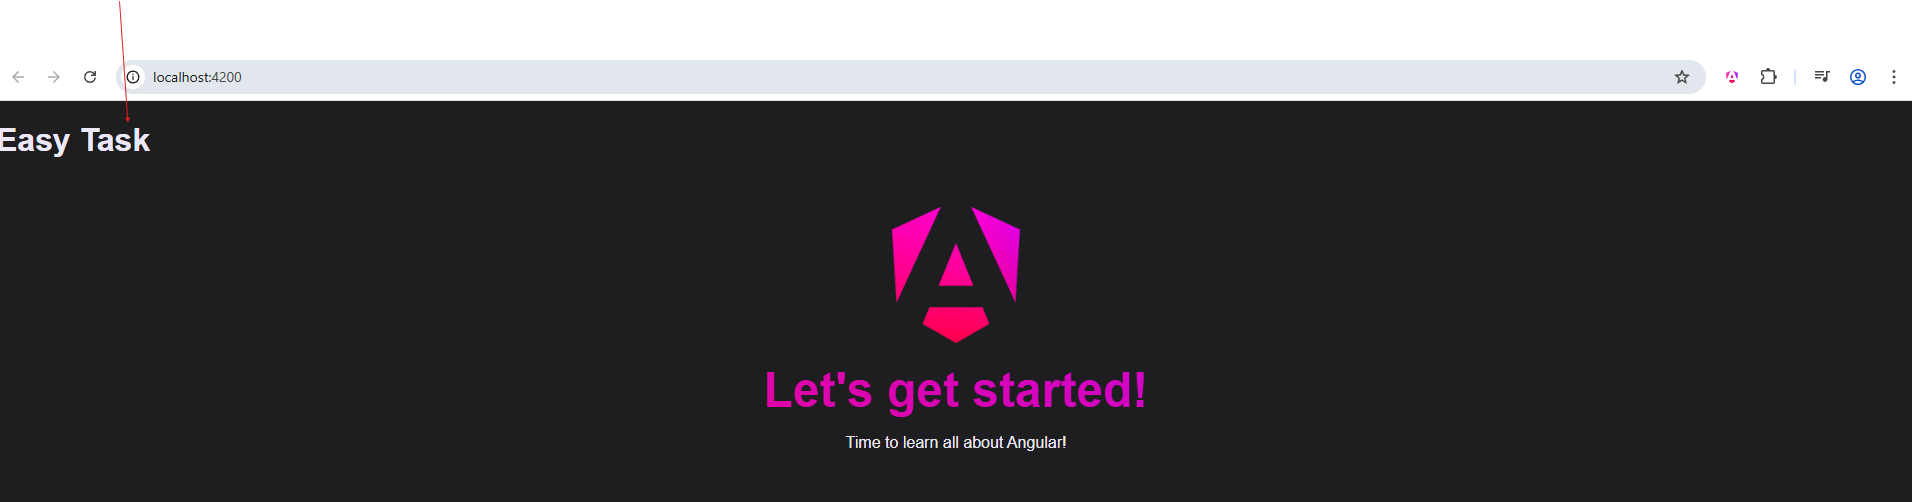 localhost:4200
Easy Task
Let's get started!
Time to learn all about Angular!